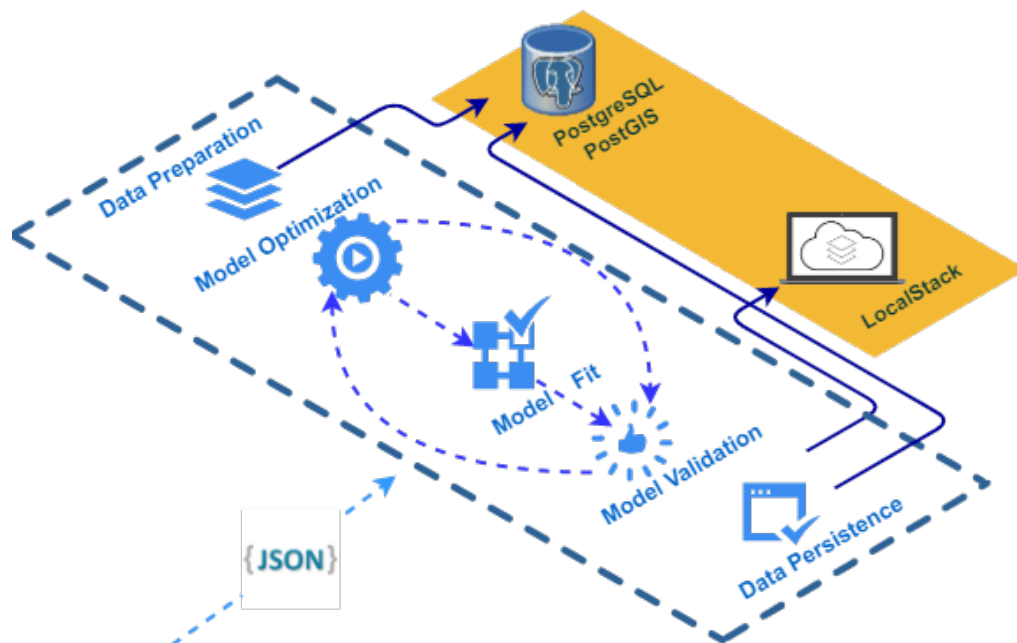 PostgreSQL
PostGIS
Data Preparation
Model Optimization
LocalStack
Model Fit
Model Validation
Data Persistence
{JSON}